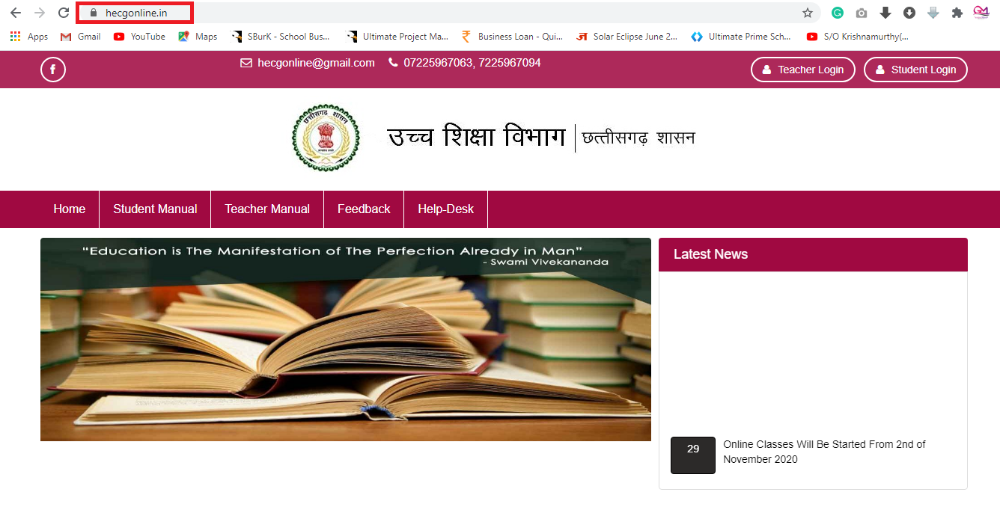 hecgonline.in
Apps Gmail YouTube Maps SBurK - School Bus... Ultimate Project Ma... Business Loan - Qui... Solar Eclipse June 2... Ultimate Prime Sch... S/O Krishnamurthy(...
hecgonline@gmail.com 07225967063, 7225967094 Teacher Login Student Login
छत्तीसगढ़ शासन
उच्च शिक्षा विभाग छत्तीसगढ़ शासन
Home Student Manual Teacher Manual Feedback Help-Desk
“Education is The Manifestation of The Perfection Already in Man”
- Swami Vivekananda
Latest News
29 Online Classes Will Be Started From 2nd of
November 2020